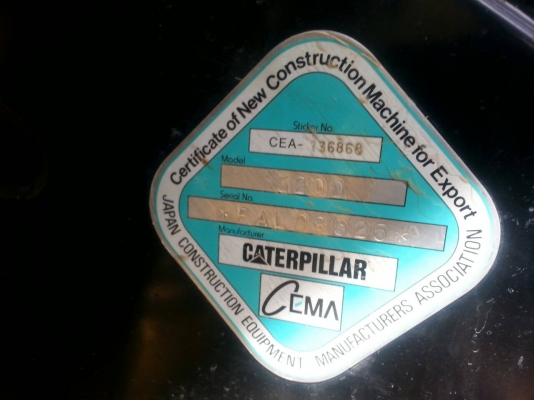 Certificate of New Construction Machine for Export
Sticker No.
CEA- 136868
Model
Serial No.
Manufacturer
CATERPILLAR
CEMA
JAPAN CONSTRUCTION EQUIPMENT MANUFACTURERS ASSOCIATION